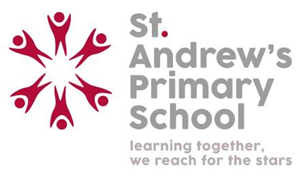 St.
Andrew's
Primary
School
learning together,
we reach for the stars